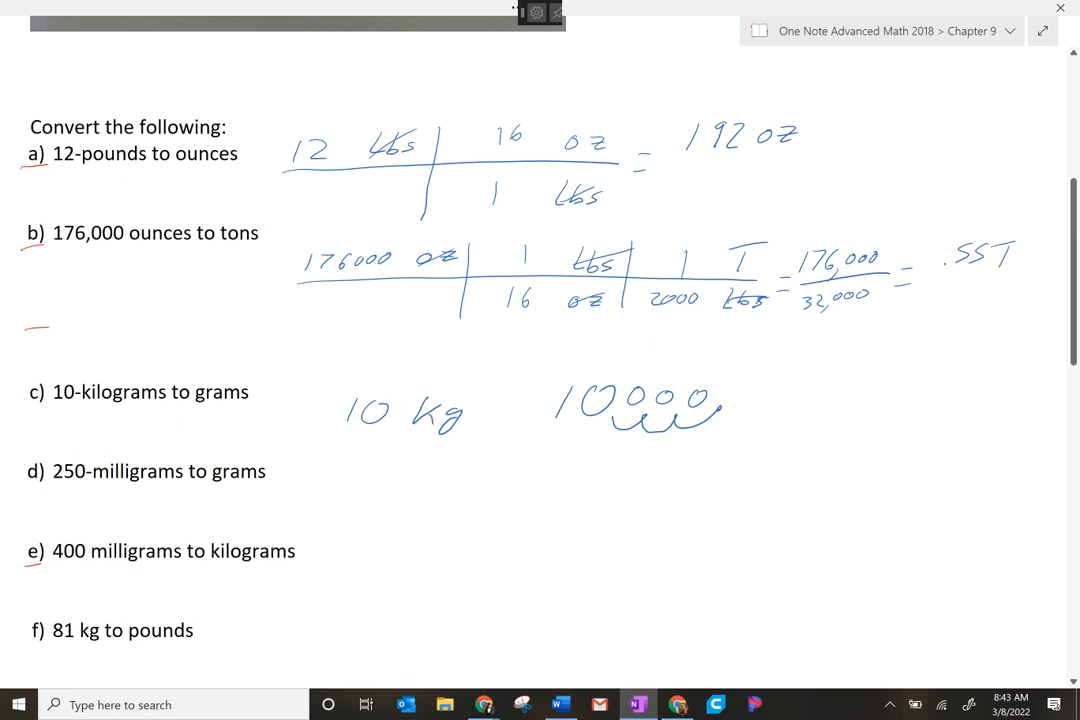 One Note Advanced Math 2018 > Chapter 9
Convert the following:
a) 12-pounds to ounces
12 Lbs 16 oz = 192 oz
1 Lbs
b) 176,000 ounces to tons
176000 oz 1 Lbs 1 T = 176,000 = .55T
16 oz 2000 Lbs 32,000
c) 10-kilograms to grams
10 kg 10000.
d) 250-milligrams to grams
e) 400 milligrams to kilograms
f) 81 kg to pounds
Type here to search
8:43 AM
3/8/2022